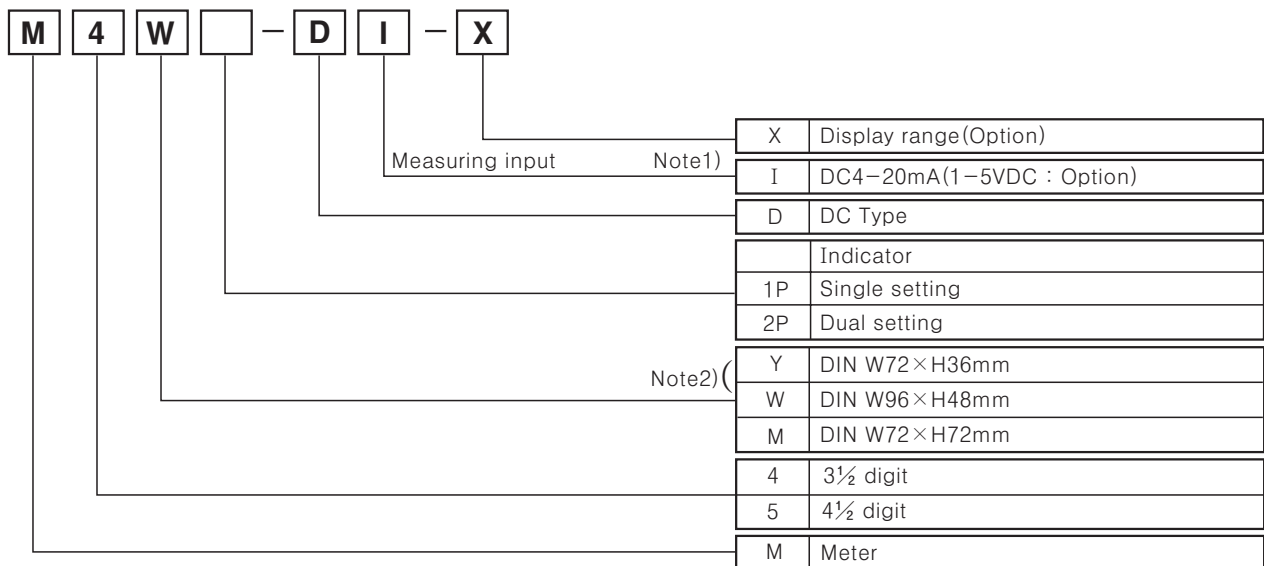 M 4 W - D I - X
X Display range(Option)
Measuring input Note1)
I DC4-20mA(1-5VDC : Option)
D DC Type
Indicator
1P Single setting
2P Dual setting
Note2)(
Y DIN W72×H36mm
W DIN W96×H48mm
M DIN W72×H72mm
4 3½ digit
5 4½ digit
M Meter